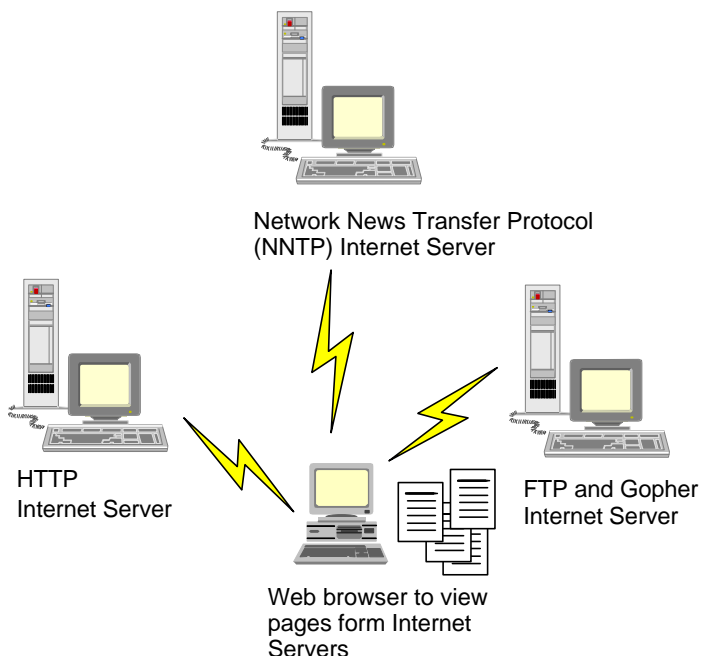 Network News Transfer Protocol
(NNTP) Internet Server
HTTP
Internet Server
FTP and Gopher
Internet Server
Web browser to view
pages form Internet
Servers